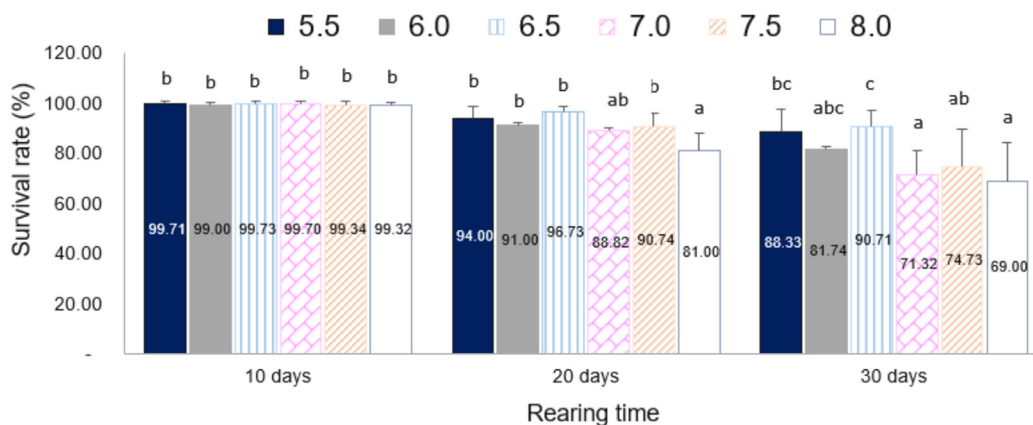 5.5 6.0 6.5 7.0 7.5 8.0
120.00
100.00
80.00
60.00
40.00
20.00
-
Survival rate (%)
b b b b b b
b b b ab b a
bc abc c a ab a
99.71 99.00 99.73 99.70 99.34 99.32
94.00 91.00 96.73 88.82 90.74 81.00
88.33 81.74 90.71 71.32 74.73 69.00
10 days 20 days 30 days
Rearing time